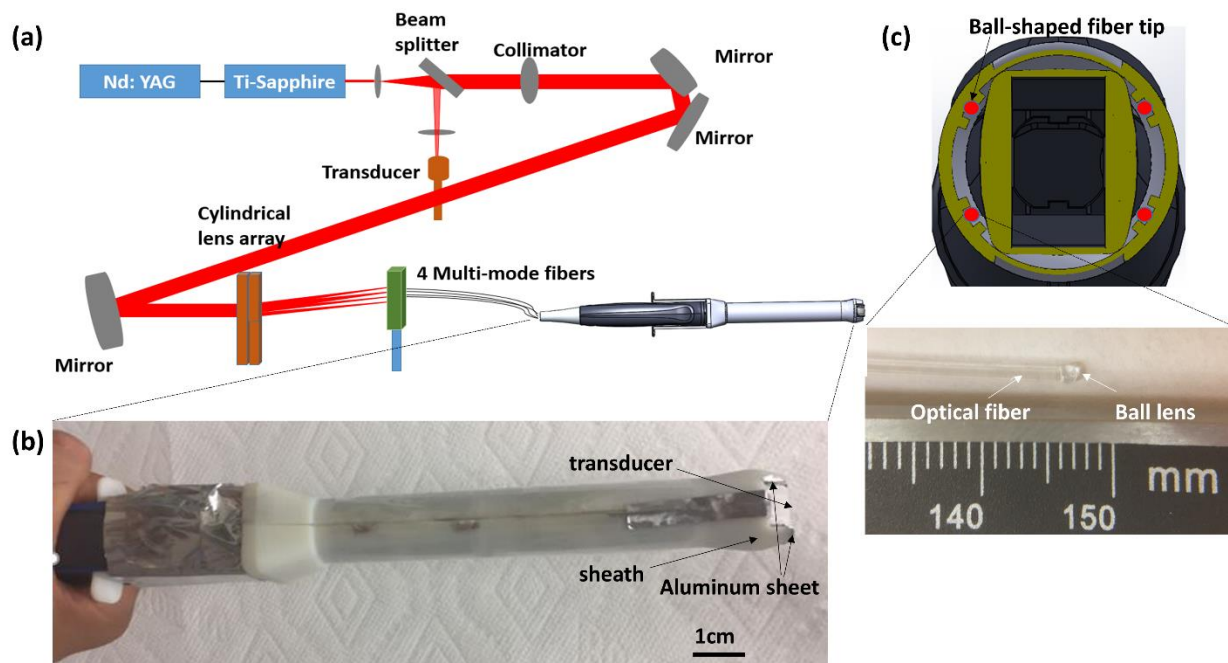 (a)
Beam
splitter
Collimator
Mirror
Nd: YAG
Ti-Sapphire
Mirror
Transducer
Cylindrical
lens array
4 Multi-mode fibers
Mirror
(b)
transducer
sheath
Aluminum sheet
1cm
(c)
Ball-shaped fiber tip
Optical fiber
Ball lens
mm
140
150